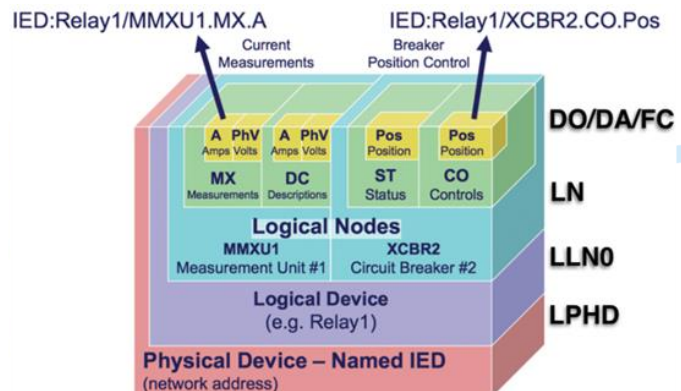 IED:Relay1/MMXU1.MX.A
IED:Relay1/XCBR2.CO.Pos
Current
Measurements
Breaker
Position Control
A PhV A PhV Pos Pos
Amps Volts Amps Volts Position Position
DO/DA/FC
MX DC ST CO
Measurements Descriptions Status Controls
LN
Logical Nodes
MMXU1 XCBR2
Measurement Unit #1 Circuit Breaker #2
LLN0
Logical Device
(e.g. Relay1)
LPHD
Physical Device – Named IED
(network address)